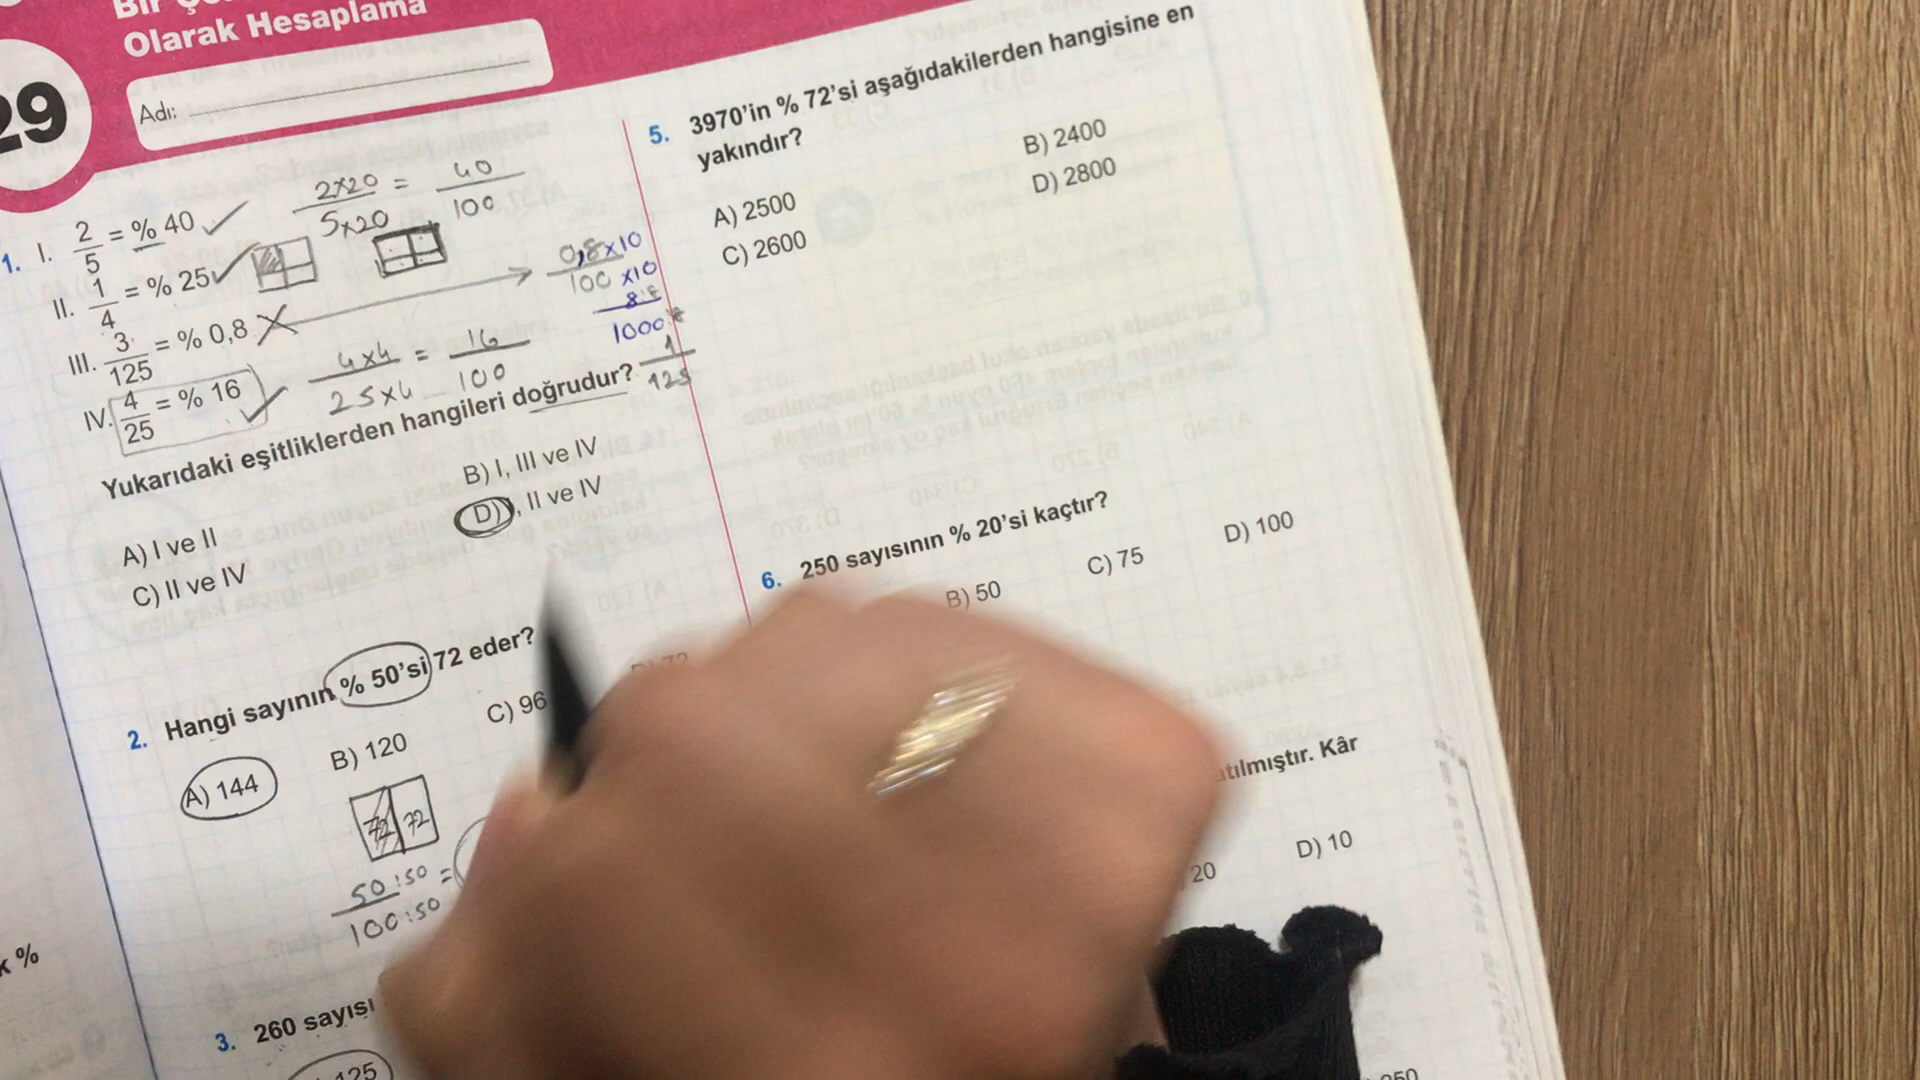 Olarak Hesaplama
29
Adı:
1. I. 2/5 = % 40 ✓
2x20 / 5x20 = 40 / 100
II. 1/4 = % 25 ✓
III. 3/125 = % 0,8 X
0,8 x10 / 100 x10
8 / 1000
1 / 125
IV. 4/25 = % 16 ✓
4x4 / 25x4 = 16 / 100
Yukarıdaki eşitliklerden hangileri doğrudur?
A) I ve II
B) I, III ve IV
C) II ve IV
D) , II ve IV
2. Hangi sayının % 50'si 72 eder?
A) 144
B) 120
C) 96
72 72
50:50 / 100:50 =
3. 260 sayısı
125
%
5. 3970'in % 72'si aşağıdakilerden hangisine en
yakındır?
A) 2500
B) 2400
C) 2600
D) 2800
6. 250 sayısının % 20'si kaçtır?
B) 50
C) 75
D) 100
Kâr
20
D) 10